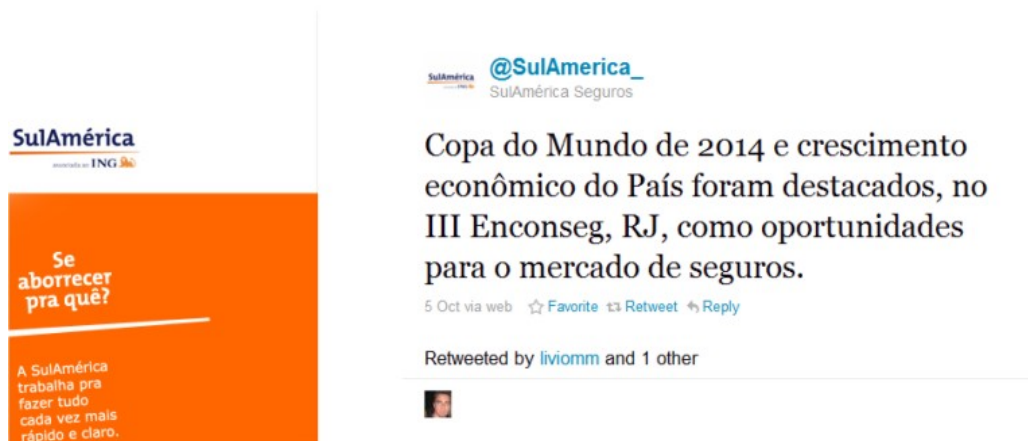 SulAmérica
associada ao ING
Se
aborrecer
pra quê?
A SulAmérica
trabalha pra
fazer tudo
cada vez mais
rápido e claro.
SulAmérica
@SulAmerica_
SulAmérica Seguros
Copa do Mundo de 2014 e crescimento
econômico do País foram destacados, no
III Enconseg, RJ, como oportunidades
para o mercado de seguros.
5 Oct via web Favorite Retweet Reply
Retweeted by liviomm and 1 other